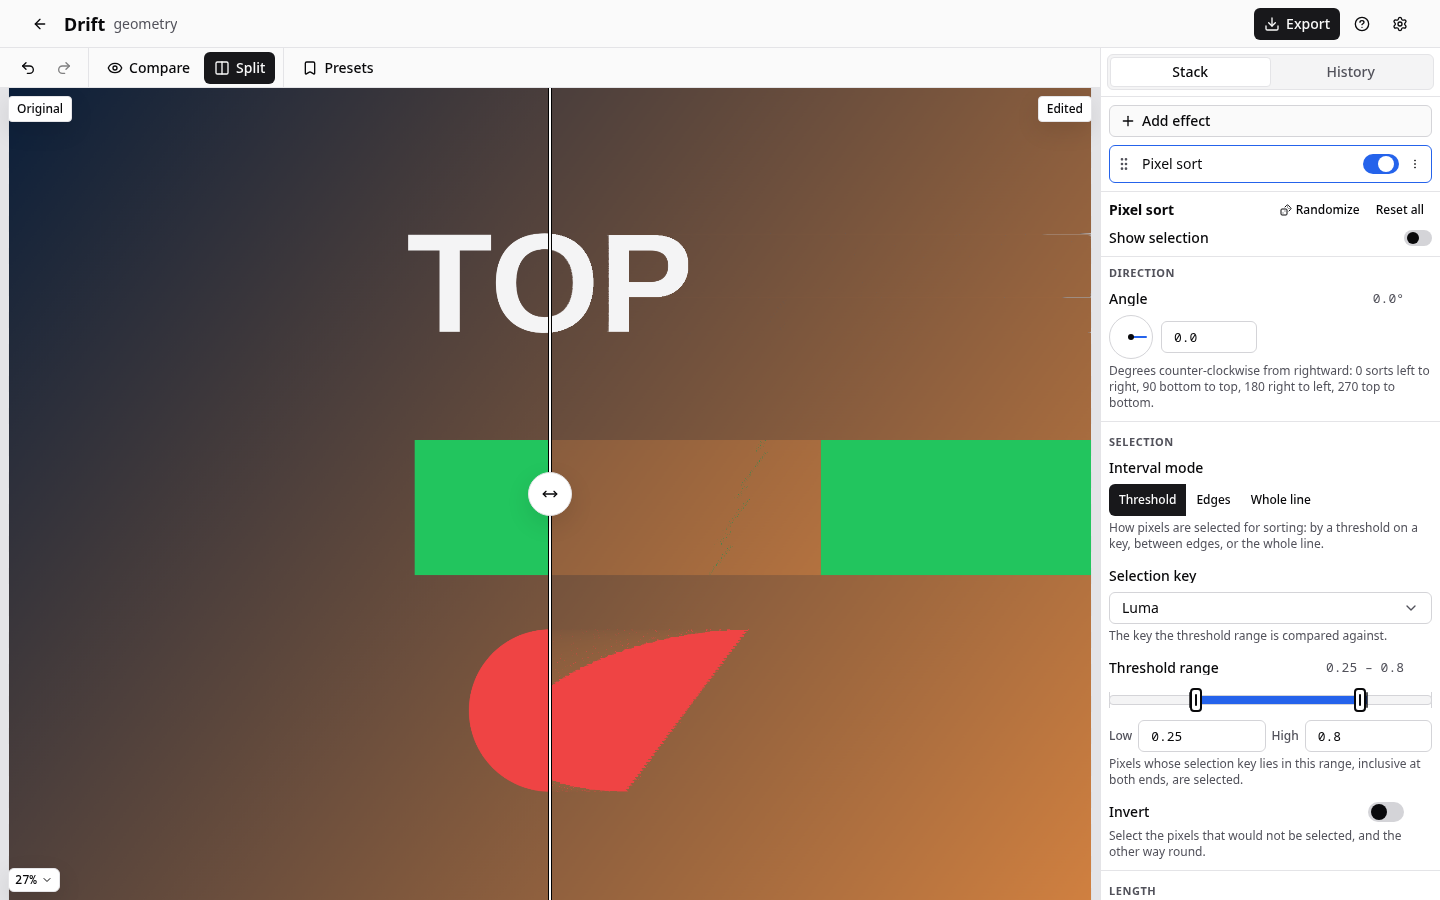 Drift geometry
Export
Compare
Split
Presets
Stack
History
Original
Edited
TOP
27%
Add effect
Pixel sort
Pixel sort
Randomize
Reset all
Show selection
DIRECTION
Angle
0.0°
0.0
Degrees counter-clockwise from rightward: 0 sorts left to
right, 90 bottom to top, 180 right to left, 270 top to
bottom.
SELECTION
Interval mode
Threshold
Edges
Whole line
How pixels are selected for sorting: by a threshold on a
key, between edges, or the whole line.
Selection key
Luma
The key the threshold range is compared against.
Threshold range
0.25 – 0.8
Low
0.25
High
0.8
Pixels whose selection key lies in this range, inclusive at
both ends, are selected.
Invert
Select the pixels that would not be selected, and the
other way round.
LENGTH